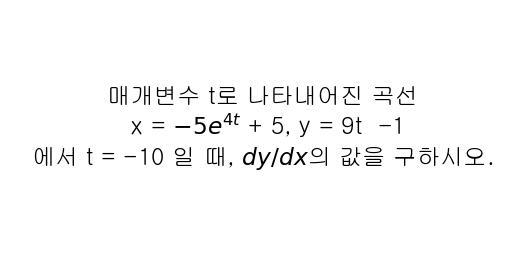 매개변수 t로 나타내어진 곡선
x = −5e^{4t} + 5, y = 9t  −1
에서 t = −10 일 때, dy/dx의 값을 구하시오.